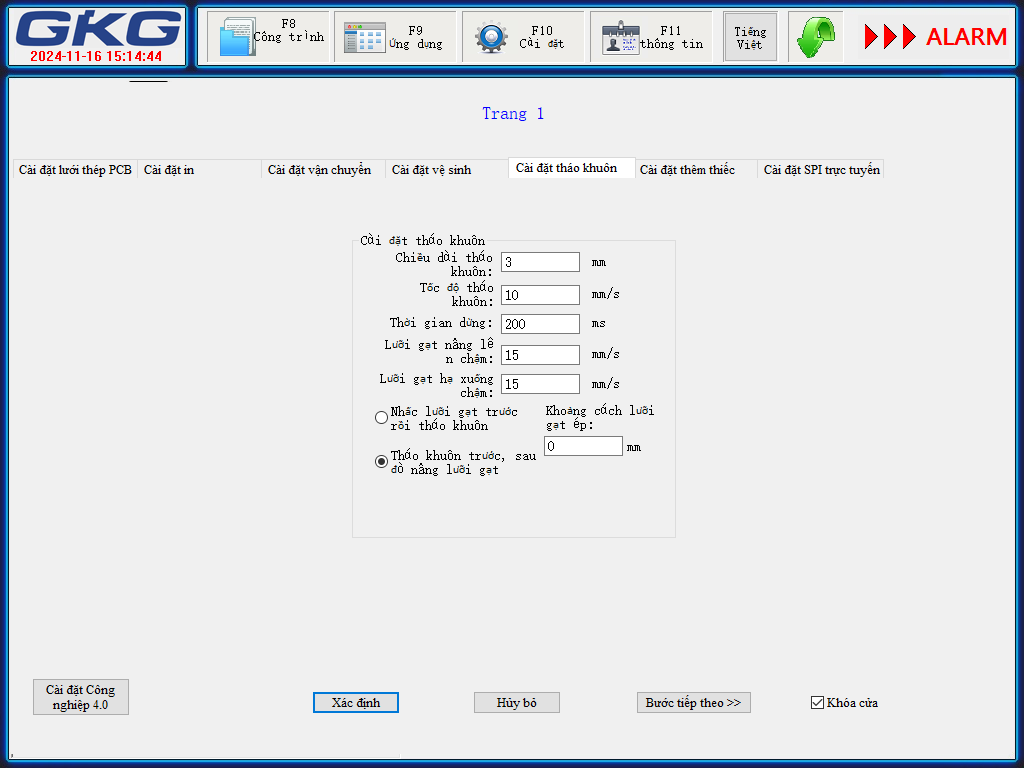 GKG
2024-11-16 15:14:44
F8
Công trình
F9
Ứng dụng
F10
Cài đặt
F11
thông tin
Tiếng
Việt
ALARM
Trang 1
Cài đặt lưới thép PCB
Cài đặt in
Cài đặt vận chuyển
Cài đặt vệ sinh
Cài đặt tháo khuôn
Cài đặt thêm thiếc
Cài đặt SPI trực tuyến
Cài đặt tháo khuôn
Chiều dài tháo
khuôn:
3
mm
Tốc độ tháo
khuôn:
10
mm/s
Thời gian dừng:
200
ms
Lưỡi gạt nâng lê
n chậm:
15
mm/s
Lưỡi gạt hạ xuống
chậm:
15
mm/s
Nhấc lưỡi gạt trước
rồi tháo khuôn
Khoảng cách lưỡi
gạt ép:
0
mm
Tháo khuôn trước, sau
đó nâng lưỡi gạt
Cài đặt Công
nghiệp 4.0
Xác định
Hủy bỏ
Bước tiếp theo >>
Khóa cửa